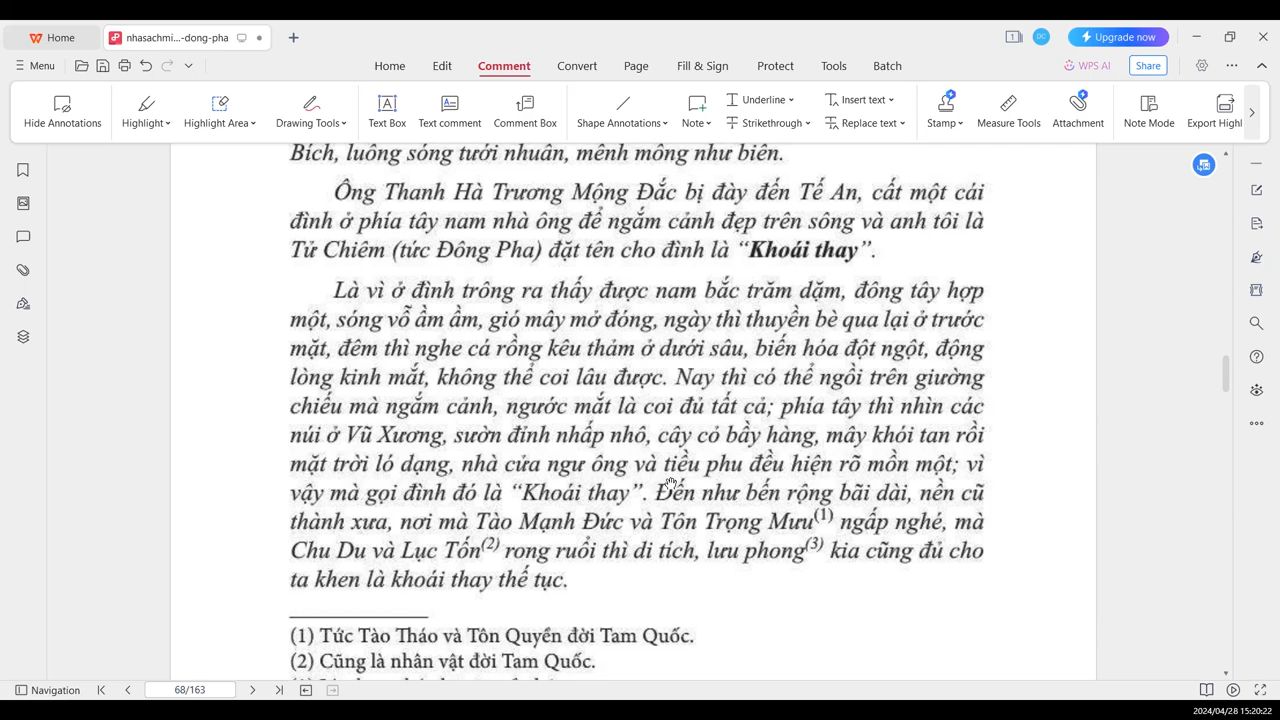 Home
nhasachmi...-dong-pha
1
DC
Upgrade now
Menu
Home
Edit
Comment
Convert
Page
Fill & Sign
Protect
Tools
Batch
WPS AI
Share
Hide Annotations
Highlight
Highlight Area
Drawing Tools
Text Box
Text comment
Comment Box
Shape Annotations
Note
Underline
Strikethrough
Insert text
Replace text
Stamp
Measure Tools
Attachment
Note Mode
Export Highl
Bích, luông sóng tưới nhuân, mênh mông như biên.
Ông Thanh Hà Trương Mộng Đắc bị đày đến Tế An, cất một cái
đình ở phía tây nam nhà ông để ngắm cảnh đẹp trên sông và anh tôi là
Tử Chiêm (tức Đông Pha) đặt tên cho đình là “Khoái thay”.
Là vì ở đình trông ra thấy được nam bắc trăm dặm, đông tây hợp
một, sóng vỗ ầm ầm, gió mây mở đóng, ngày thì thuyền bè qua lại ở trước
mặt, đêm thì nghe cá rồng kêu thảm ở dưới sâu, biến hóa đột ngột, động
lòng kinh mắt, không thể coi lâu được. Nay thì có thể ngồi trên giường
chiếu mà ngắm cảnh, ngước mắt là coi đủ tất cả; phía tây thì nhìn các
núi ở Vũ Xương, sườn đỉnh nhấp nhô, cây cỏ bầy hàng, mây khói tan rồi
mặt trời ló dạng, nhà cửa ngư ông và tiều phu đều hiện rõ mồn một; vì
vậy mà gọi đình đó là “Khoái thay”. Đến như bến rộng bãi dài, nền cũ
thành xưa, nơi mà Tào Mạnh Đức và Tôn Trọng Mưu(1) ngấp nghé, mà
Chu Du và Lục Tốn(2) rong ruổi thì di tích, lưu phong(3) kia cũng đủ cho
ta khen là khoái thay thế tục.
(1) Tức Tào Tháo và Tôn Quyền đời Tam Quốc.
(2) Cũng là nhân vật đời Tam Quốc.
Navigation
68/163
2024/04/28 15:20:22